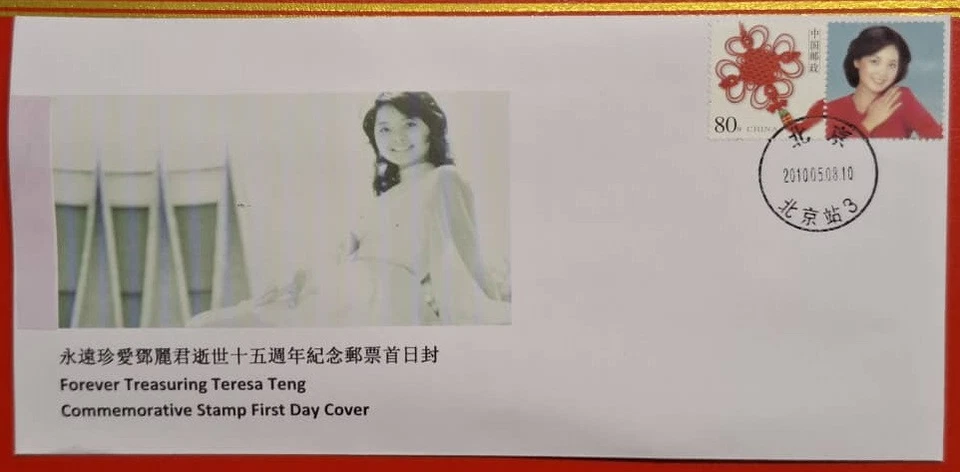 中国邮政
80分 CHINA
北京
2010.05.08.10
北京站3
永遠珍愛鄧麗君逝世十五週年紀念郵票首日封
Forever Treasuring Teresa Teng
Commemorative Stamp First Day Cover